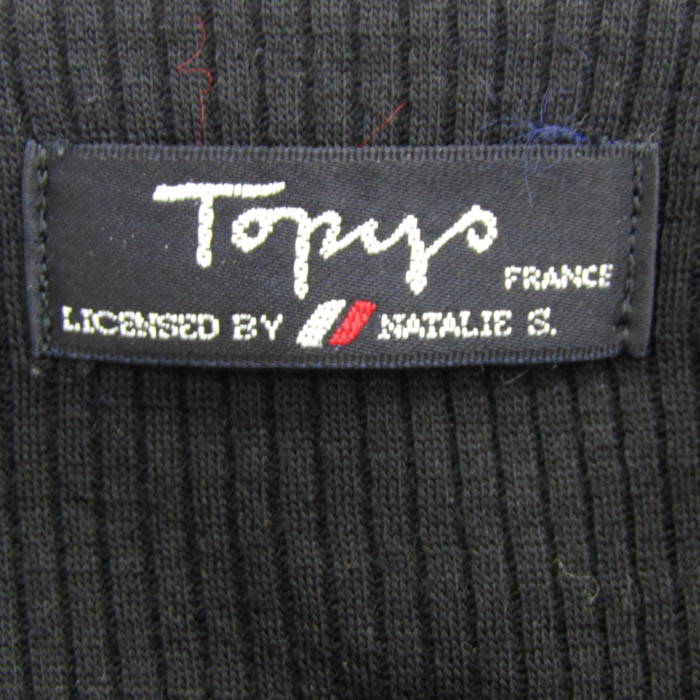 Topys
FRANCE
LICENSED BY NATALIE S.